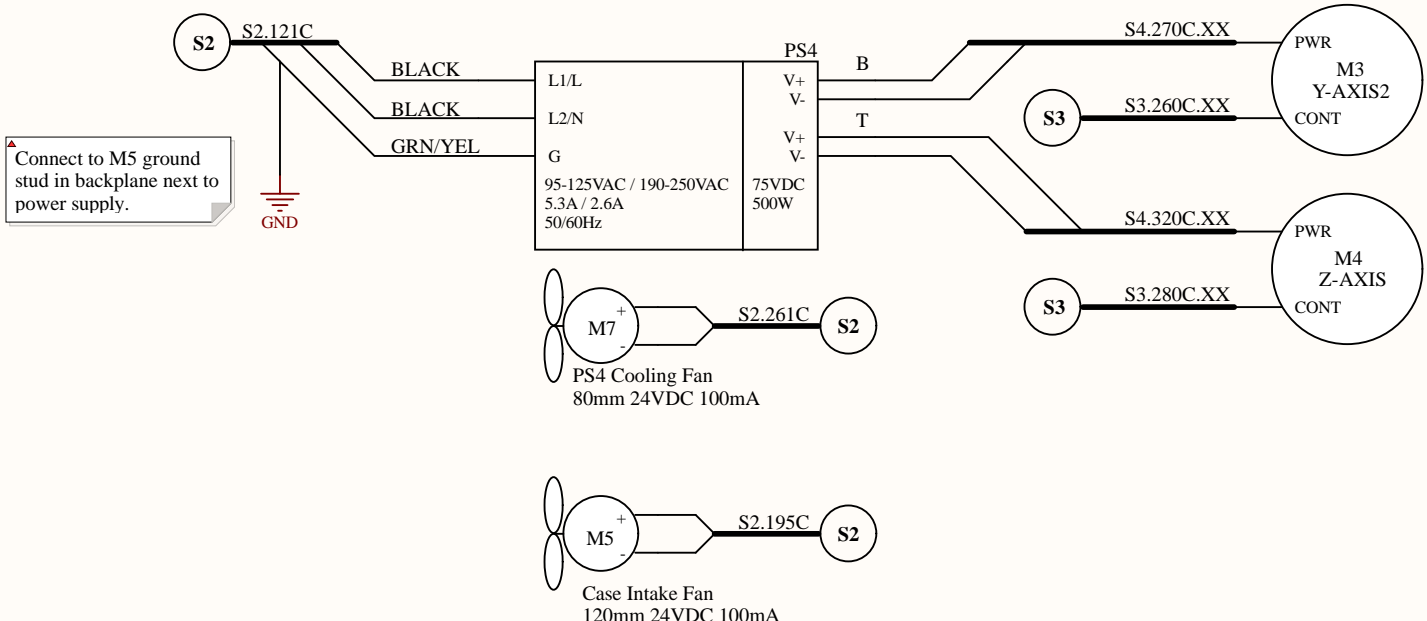 S2
S2.121C
BLACK
BLACK
GRN/YEL
Connect to M5 ground
stud in backplane next to
power supply.
GND
PS4
L1/L
L2/N
G
95-125VAC / 190-250VAC
5.3A / 2.6A
50/60Hz
V+
V-
V+
V-
75VDC
500W
B
T
S4.270C.XX
PWR
M3
Y-AXIS2
S3
S3.260C.XX
CONT
S4.320C.XX
PWR
M4
Z-AXIS
S3
S3.280C.XX
CONT
M7
+
-
S2.261C
S2
PS4 Cooling Fan
80mm 24VDC 100mA
M5
+
-
S2.195C
S2
Case Intake Fan
120mm 24VDC 100mA